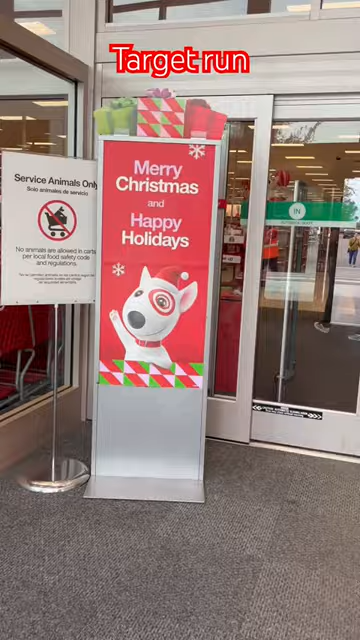 Target run
Service Animals Only
Solo animales de servicio
No animals are allowed in carts
per local food safety code
and regulations.
Merry
Christmas
and
Happy
Holidays
IN